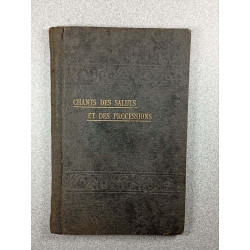 CHANTS DES SALUTS
ET DES PROCESSIONS